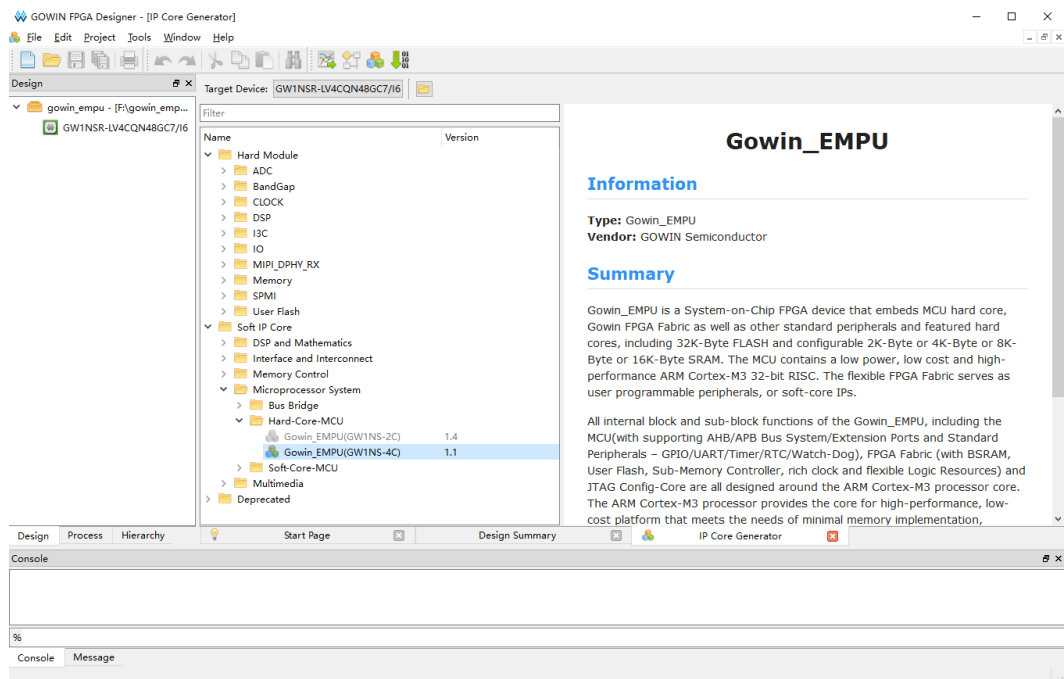 GOWIN FPGA Designer - [IP Core Generator]
File Edit Project Tools Window Help
Design
Target Device: GW1NSR-LV4CQN48GC7/I6
gowin_empu - [F:\gowin_emp...
GW1NSR-LV4CQN48GC7/I6
Filter
Name Version
Hard Module
ADC
BandGap
CLOCK
DSP
I3C
IO
MIPI_DPHY_RX
Memory
SPMI
User Flash
Soft IP Core
DSP and Mathematics
Interface and Interconnect
Memory Control
Microprocessor System
Bus Bridge
Hard-Core-MCU
Gowin_EMPU(GW1NS-2C) 1.4
Gowin_EMPU(GW1NS-4C) 1.1
Soft-Core-MCU
Multimedia
Deprecated
Gowin_EMPU
Information
Type: Gowin_EMPU
Vendor: GOWIN Semiconductor
Summary
Gowin_EMPU is a System-on-Chip FPGA device that embeds MCU hard core,
Gowin FPGA Fabric as well as other standard peripherals and featured hard
cores, including 32K-Byte FLASH and configurable 2K-Byte or 4K-Byte or 8K-
Byte or 16K-Byte SRAM. The MCU contains a low power, low cost and high-
performance ARM Cortex-M3 32-bit RISC. The flexible FPGA Fabric serves as
user programmable peripherals, or soft-core IPs.
All internal block and sub-block functions of the Gowin_EMPU, including the
MCU(with supporting AHB/APB Bus System/Extension Ports and Standard
Peripherals – GPIO/UART/Timer/RTC/Watch-Dog), FPGA Fabric (with BSRAM,
User Flash, Sub-Memory Controller, rich clock and flexible Logic Resources) and
JTAG Config-Core are all designed around the ARM Cortex-M3 processor core.
The ARM Cortex-M3 processor provides the core for high-performance, low-
cost platform that meets the needs of minimal memory implementation,
Design Process Hierarchy
Start Page Design Summary IP Core Generator
Console
%
Console Message